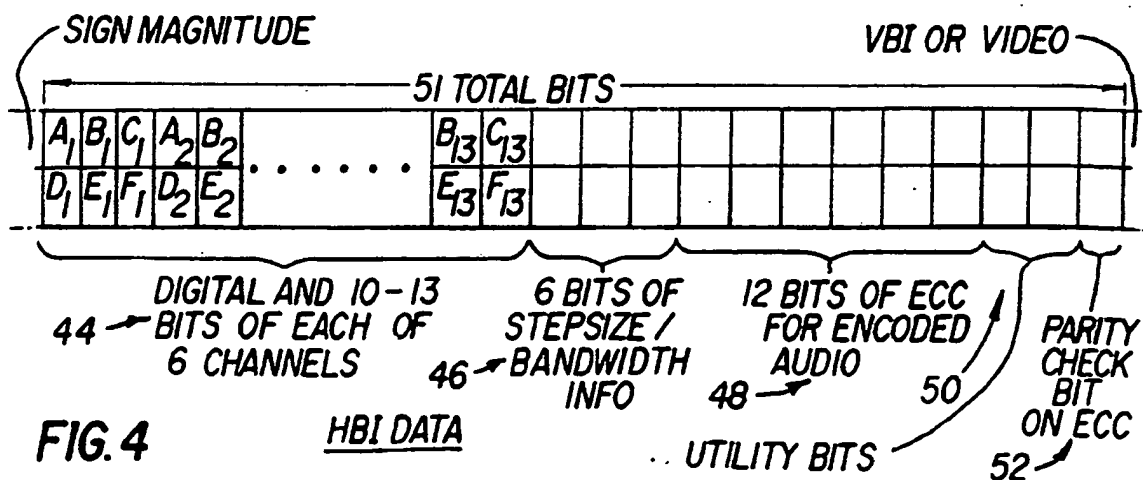 SIGN MAGNITUDE
VBI OR VIDEO
51 TOTAL BITS
A1 B1 C1 A2 B2 . . . . . . B13 C13
D1 E1 F1 D2 E2 E13 F13
DIGITAL AND 10-13
44 BITS OF EACH OF
6 CHANNELS
6 BITS OF
STEPSIZE /
46 BANDWIDTH
INFO
12 BITS OF ECC
FOR ENCODED
AUDIO
48
50
UTILITY BITS
PARITY
CHECK
BIT
ON ECC
52
FIG. 4
HBI DATA